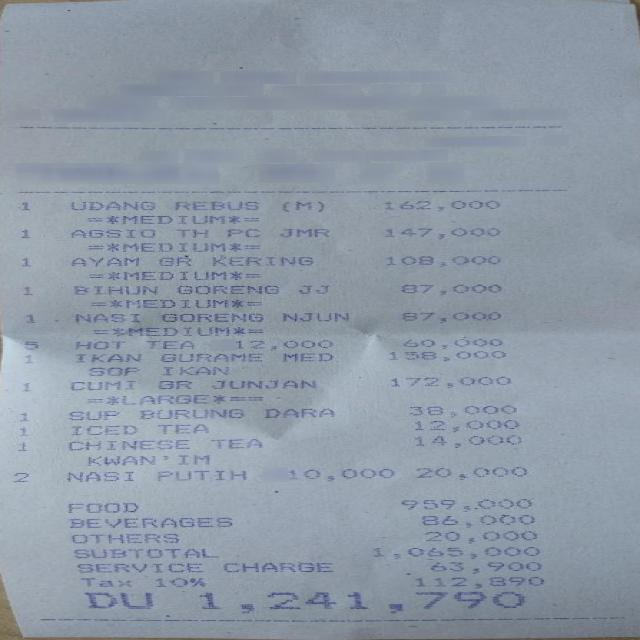 1 UDANG REBUS (M) 162,000
=*MEDIUM*=
1 AGSIO TH PC JMR 147,000
=*MEDIUM*=
1 AYAM GR KERING 108,000
=*MEDIUM*=
1 BIHUN GORENG JJ 87,000
=*MEDIUM*=
1 NASI GORENG NJUN 87,000
=*MEDIUM*=
5 HOT TEA 12,000 60,000
1 IKAN GURAME MED 158,000
SOP IKAN
1 CUMI GR JUNJAN 172,000
=*LARGE*==
1 SUP BURUNG DARA 38,000
1 ICED TEA 12,000
1 CHINESE TEA 14,000
KWAN'IM
2 NASI PUTIH 10,000 20,000
FOOD 959,000
BEVERAGES 86,000
OTHERS 20,000
SUBTOTAL 1,065,000
SERVICE CHARGE 63,900
Tax 10% 112,890
DU 1,241,790